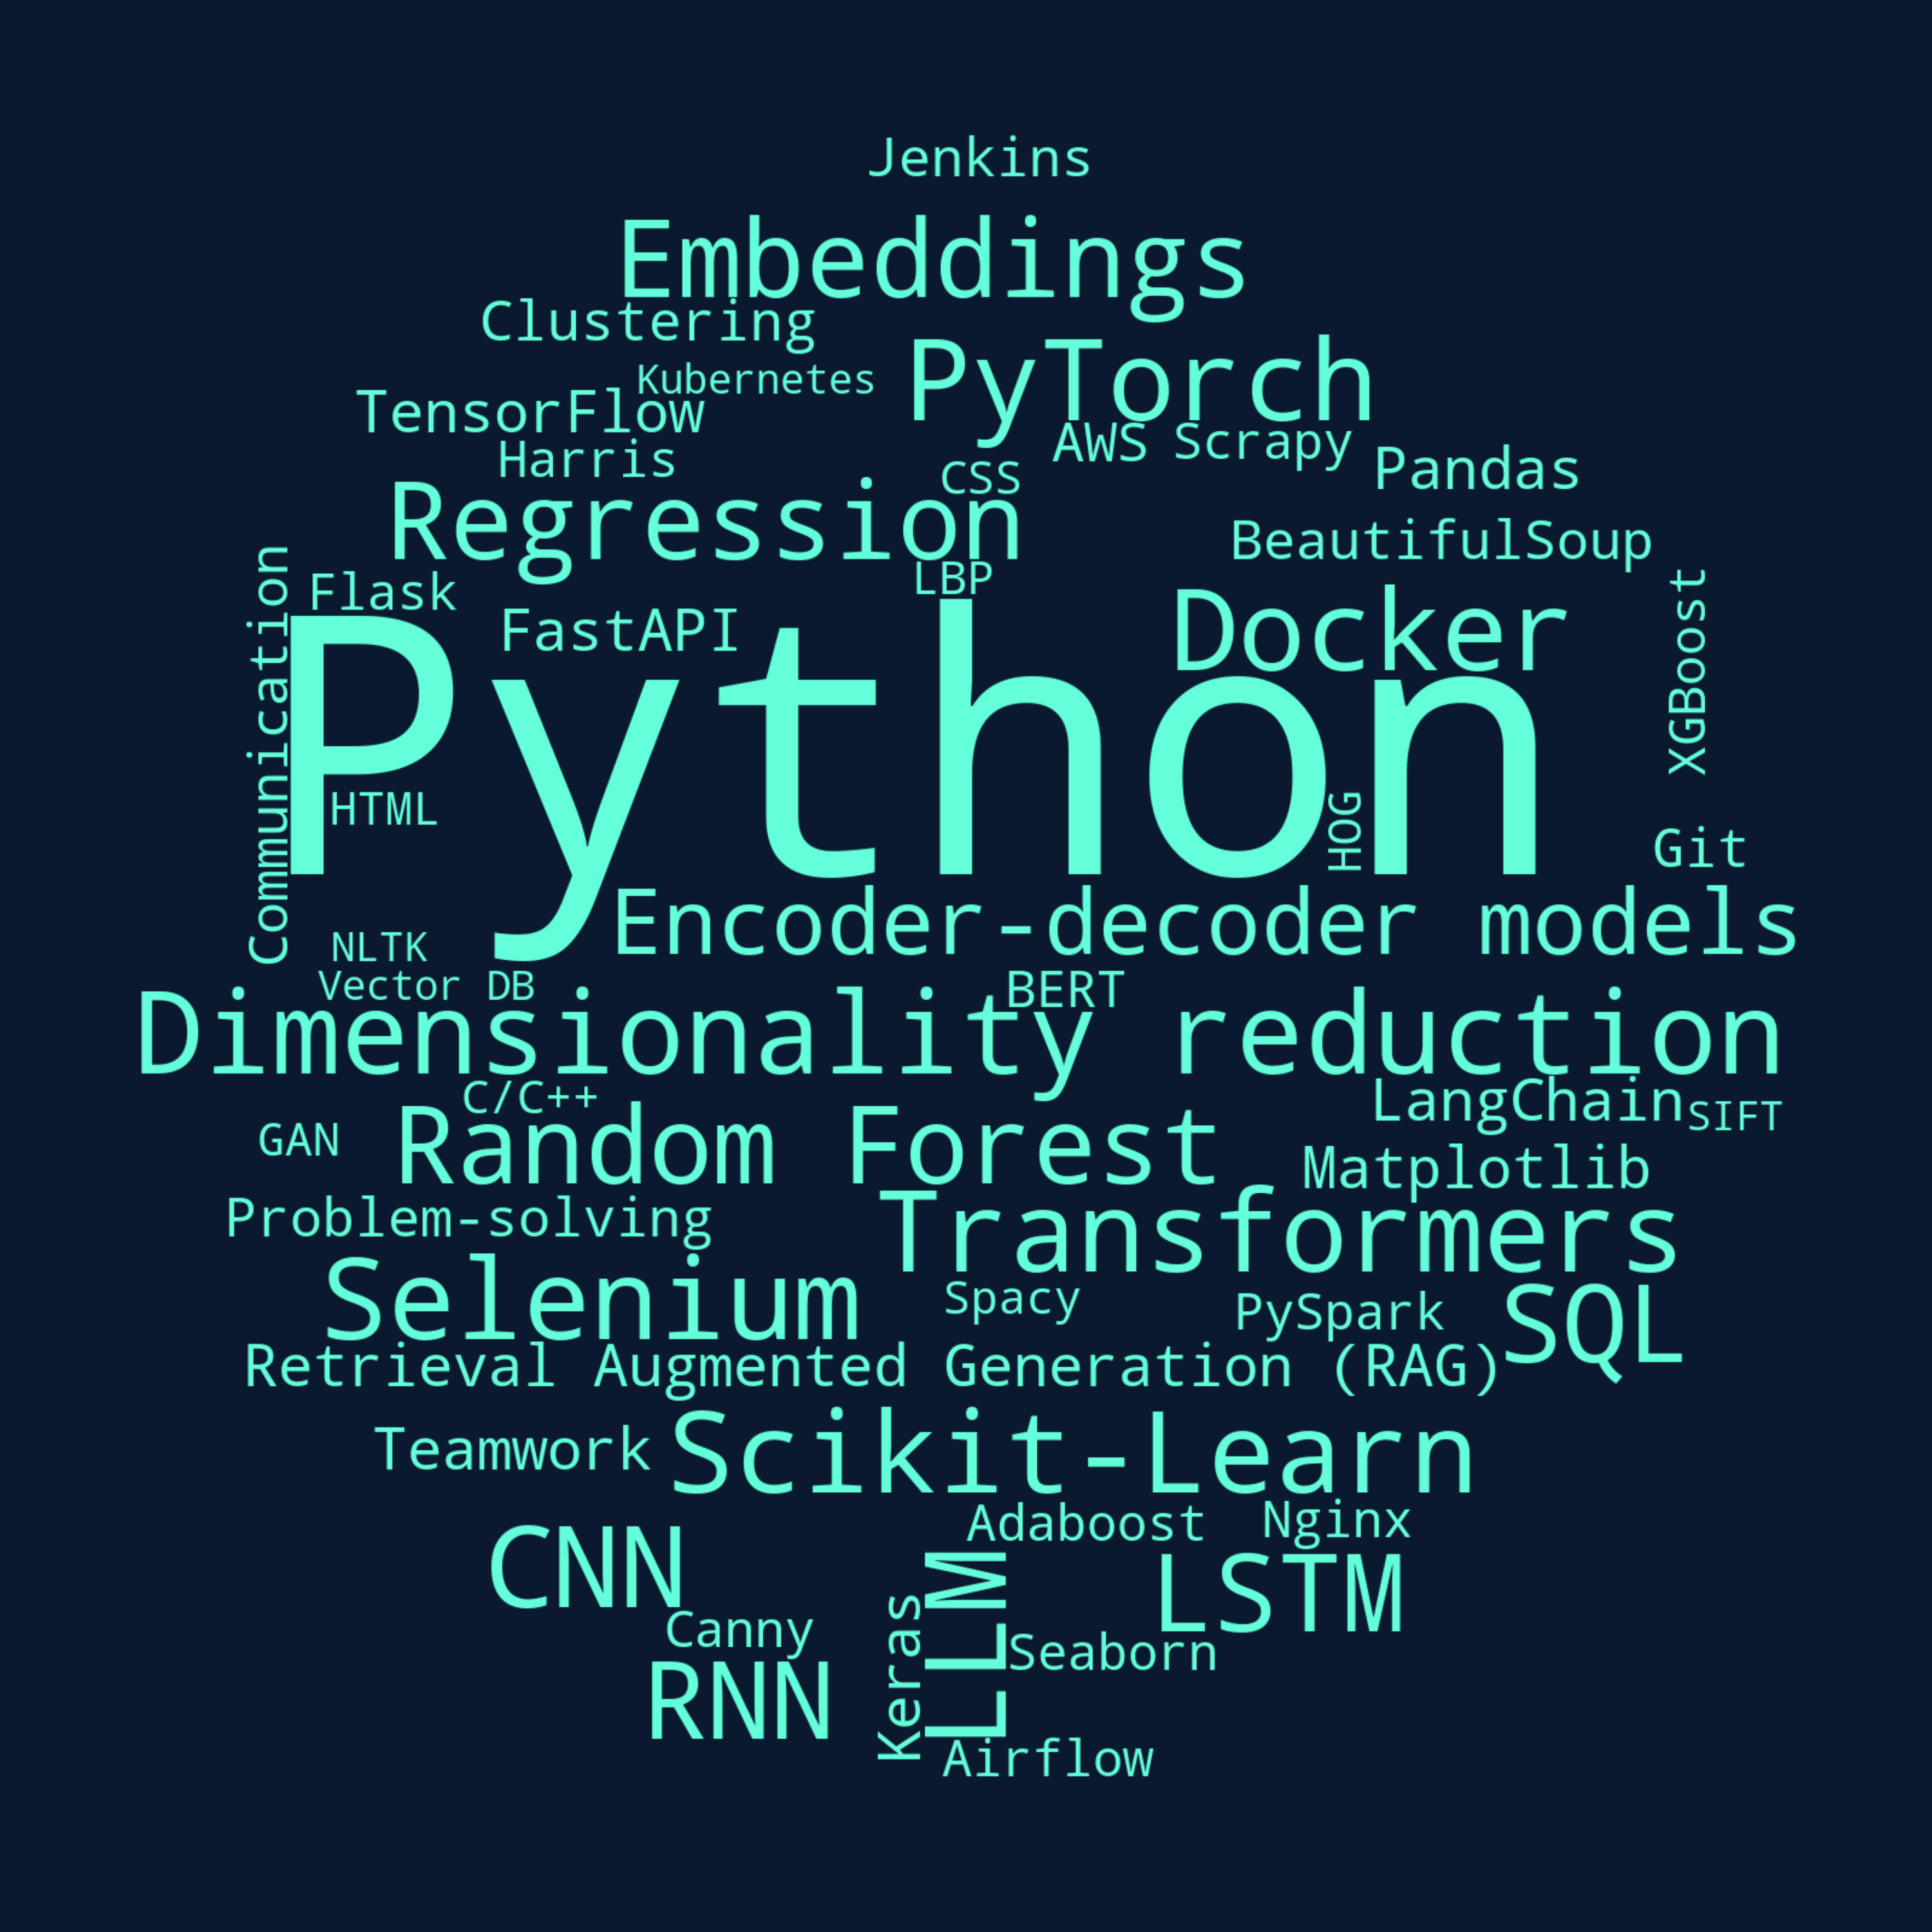 Jenkins
Embeddings
Clustering
PyTorch
Kubernetes
TensorFlow
AWS
Scrapy
Harris
CSS
Pandas
Regression
BeautifulSoup
LBP
Flask
FastAPI
Docker
Communication
XGBoost
Python
HTML
HOG
Git
Encoder-decoder models
NLTK
Vector DB
BERT
Dimensionality reduction
C/C++
LangChain
SIFT
GAN
Random Forest
Matplotlib
Problem-solving
Transformers
Selenium
Spacy
PySpark
SQL
Retrieval Augmented Generation (RAG)
Teamwork
Scikit-Learn
Adaboost
Nginx
CNN
LLM
LSTM
Canny
Keras
Seaborn
RNN
Airflow